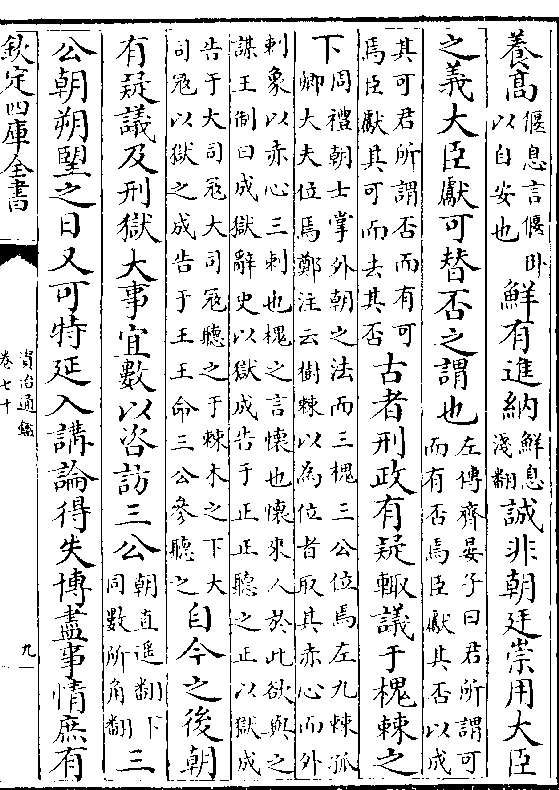 養髙偃息言偃卧以自安也鮮有進納鮮息淺翻誠非朝廷崇用大臣
之義大臣獻可替否之謂也左傳齊晏子曰君所謂可而有否焉臣獻其否以成
其可君所謂否而有可焉臣獻其可而去其否古者刑政有疑輙議于槐棘之
下周禮朝士掌外朝之法而三槐三公位焉左九棘孤卿大夫位焉鄭注云樹棘以為位者取其赤心而外
刺象以赤心三刺也槐之言懐也懐來人於此欲與之謀王制曰成獄辭史以獄成告于正正聽之正以獄成
告于大司冦大司冦聽之于棘木之下大司冦以獄之成告于王王命三公參聽之自今之後朝
有疑議及刑獄大事宜數以咨訪三公朝直遥翻下同數所角翻三
公朝朔朢之日又可特延入講論得失博盡事情庶有
欽定四庫全書
資治通鑑
卷七十
九